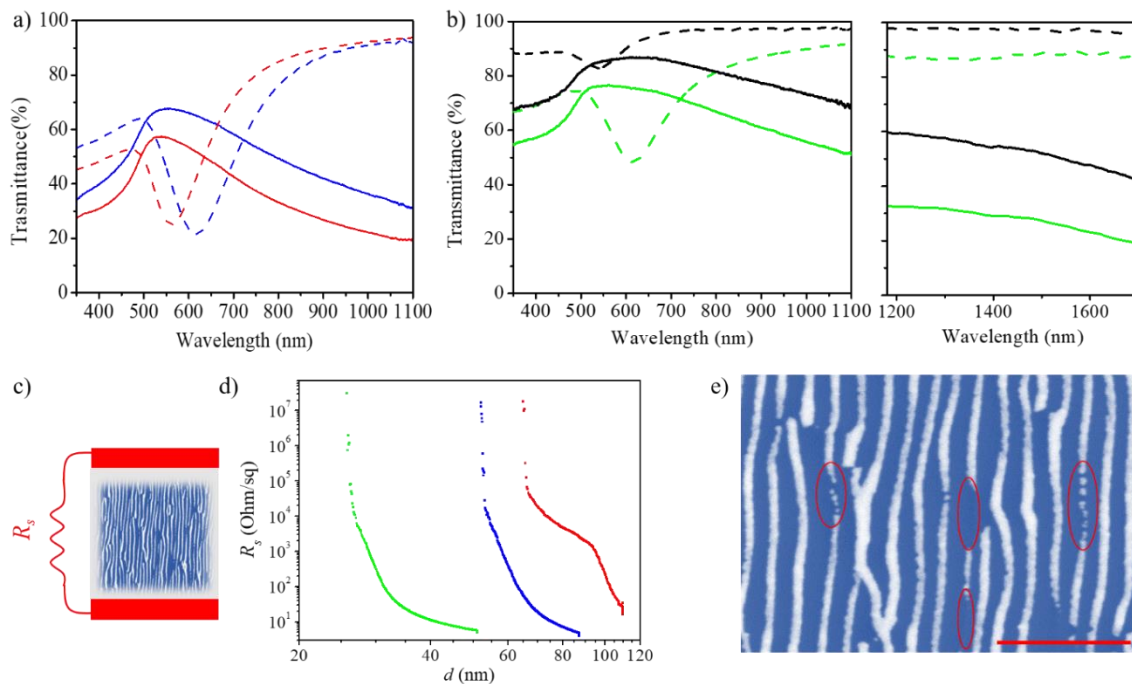 a)
100
80
60
40
20
0
Trasmittance(%)
400 500 600 700 800 900 1000 1100
Wavelength (nm)
b)
100
80
60
40
20
0
Transmittance (%)
400 500 600 700 800 900 1000 1100
Wavelength (nm)
1200 1400 1600
Wavelength (nm)
c)
R_s
d)
10^7
10^6
10^5
10^4
10^3
10^2
10^1
R_s (Ohm/sq)
20 40 60 80 100 120
d (nm)
e)